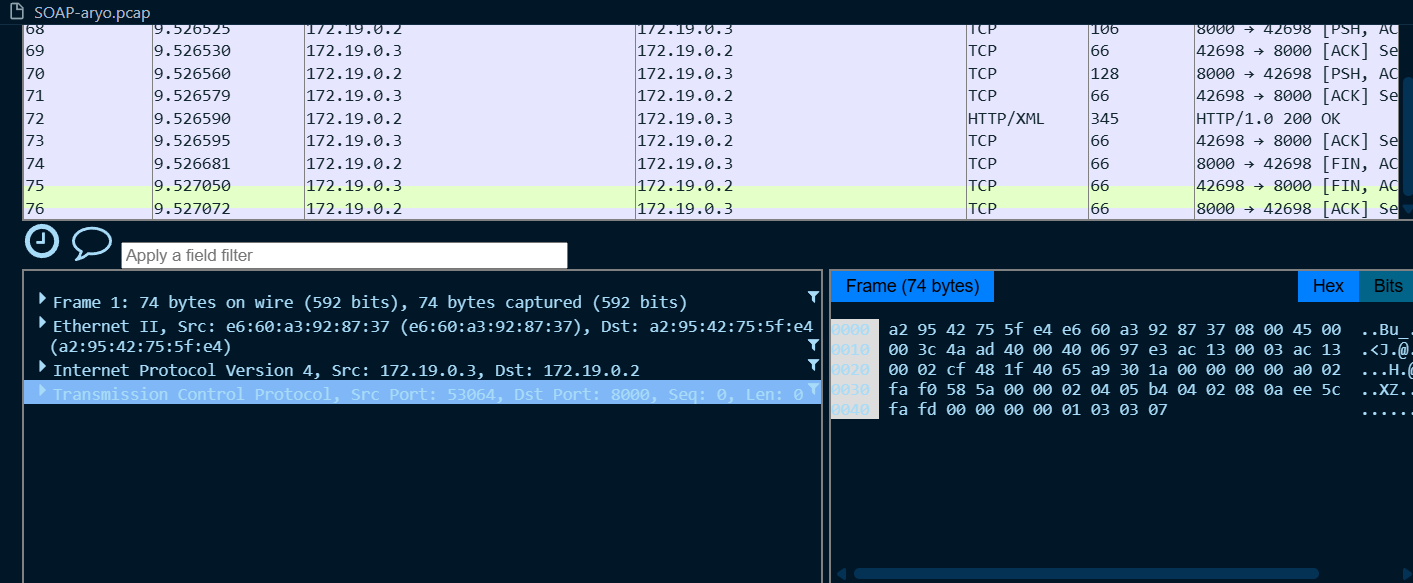 SOAP-aryo.pcap
68 9.526525 172.19.0.2 172.19.0.3 TCP 106 8000 → 42698 [PSH, AC
69 9.526530 172.19.0.3 172.19.0.2 TCP 66 42698 → 8000 [ACK] Se
70 9.526560 172.19.0.2 172.19.0.3 TCP 128 8000 → 42698 [PSH, AC
71 9.526579 172.19.0.3 172.19.0.2 TCP 66 42698 → 8000 [ACK] Se
72 9.526590 172.19.0.2 172.19.0.3 HTTP/XML 345 HTTP/1.0 200 OK
73 9.526595 172.19.0.3 172.19.0.2 TCP 66 42698 → 8000 [ACK] Se
74 9.526681 172.19.0.2 172.19.0.3 TCP 66 8000 → 42698 [FIN, AC
75 9.527050 172.19.0.3 172.19.0.2 TCP 66 42698 → 8000 [FIN, AC
76 9.527072 172.19.0.2 172.19.0.3 TCP 66 8000 → 42698 [ACK] Se
Apply a field filter
Frame 1: 74 bytes on wire (592 bits), 74 bytes captured (592 bits)
Ethernet II, Src: e6:60:a3:92:87:37 (e6:60:a3:92:87:37), Dst: a2:95:42:75:5f:e4
(a2:95:42:75:5f:e4)
Internet Protocol Version 4, Src: 172.19.0.3, Dst: 172.19.0.2
Transmission Control Protocol, Src Port: 53064, Dst Port: 8000, Seq: 0, Len: 0
Frame (74 bytes) Hex Bits
0000 a2 95 42 75 5f e4 e6 60 a3 92 87 37 08 00 45 00 ..Bu_.
0010 00 3c 4a ad 40 00 40 06 97 e3 ac 13 00 03 ac 13 .<J.@.
0020 00 02 cf 48 1f 40 65 a9 30 1a 00 00 00 00 a0 02 ...H.@
0030 fa f0 58 5a 00 00 02 04 05 b4 04 02 08 0a ee 5c ..XZ..
0040 fa fd 00 00 00 00 01 03 03 07 ......